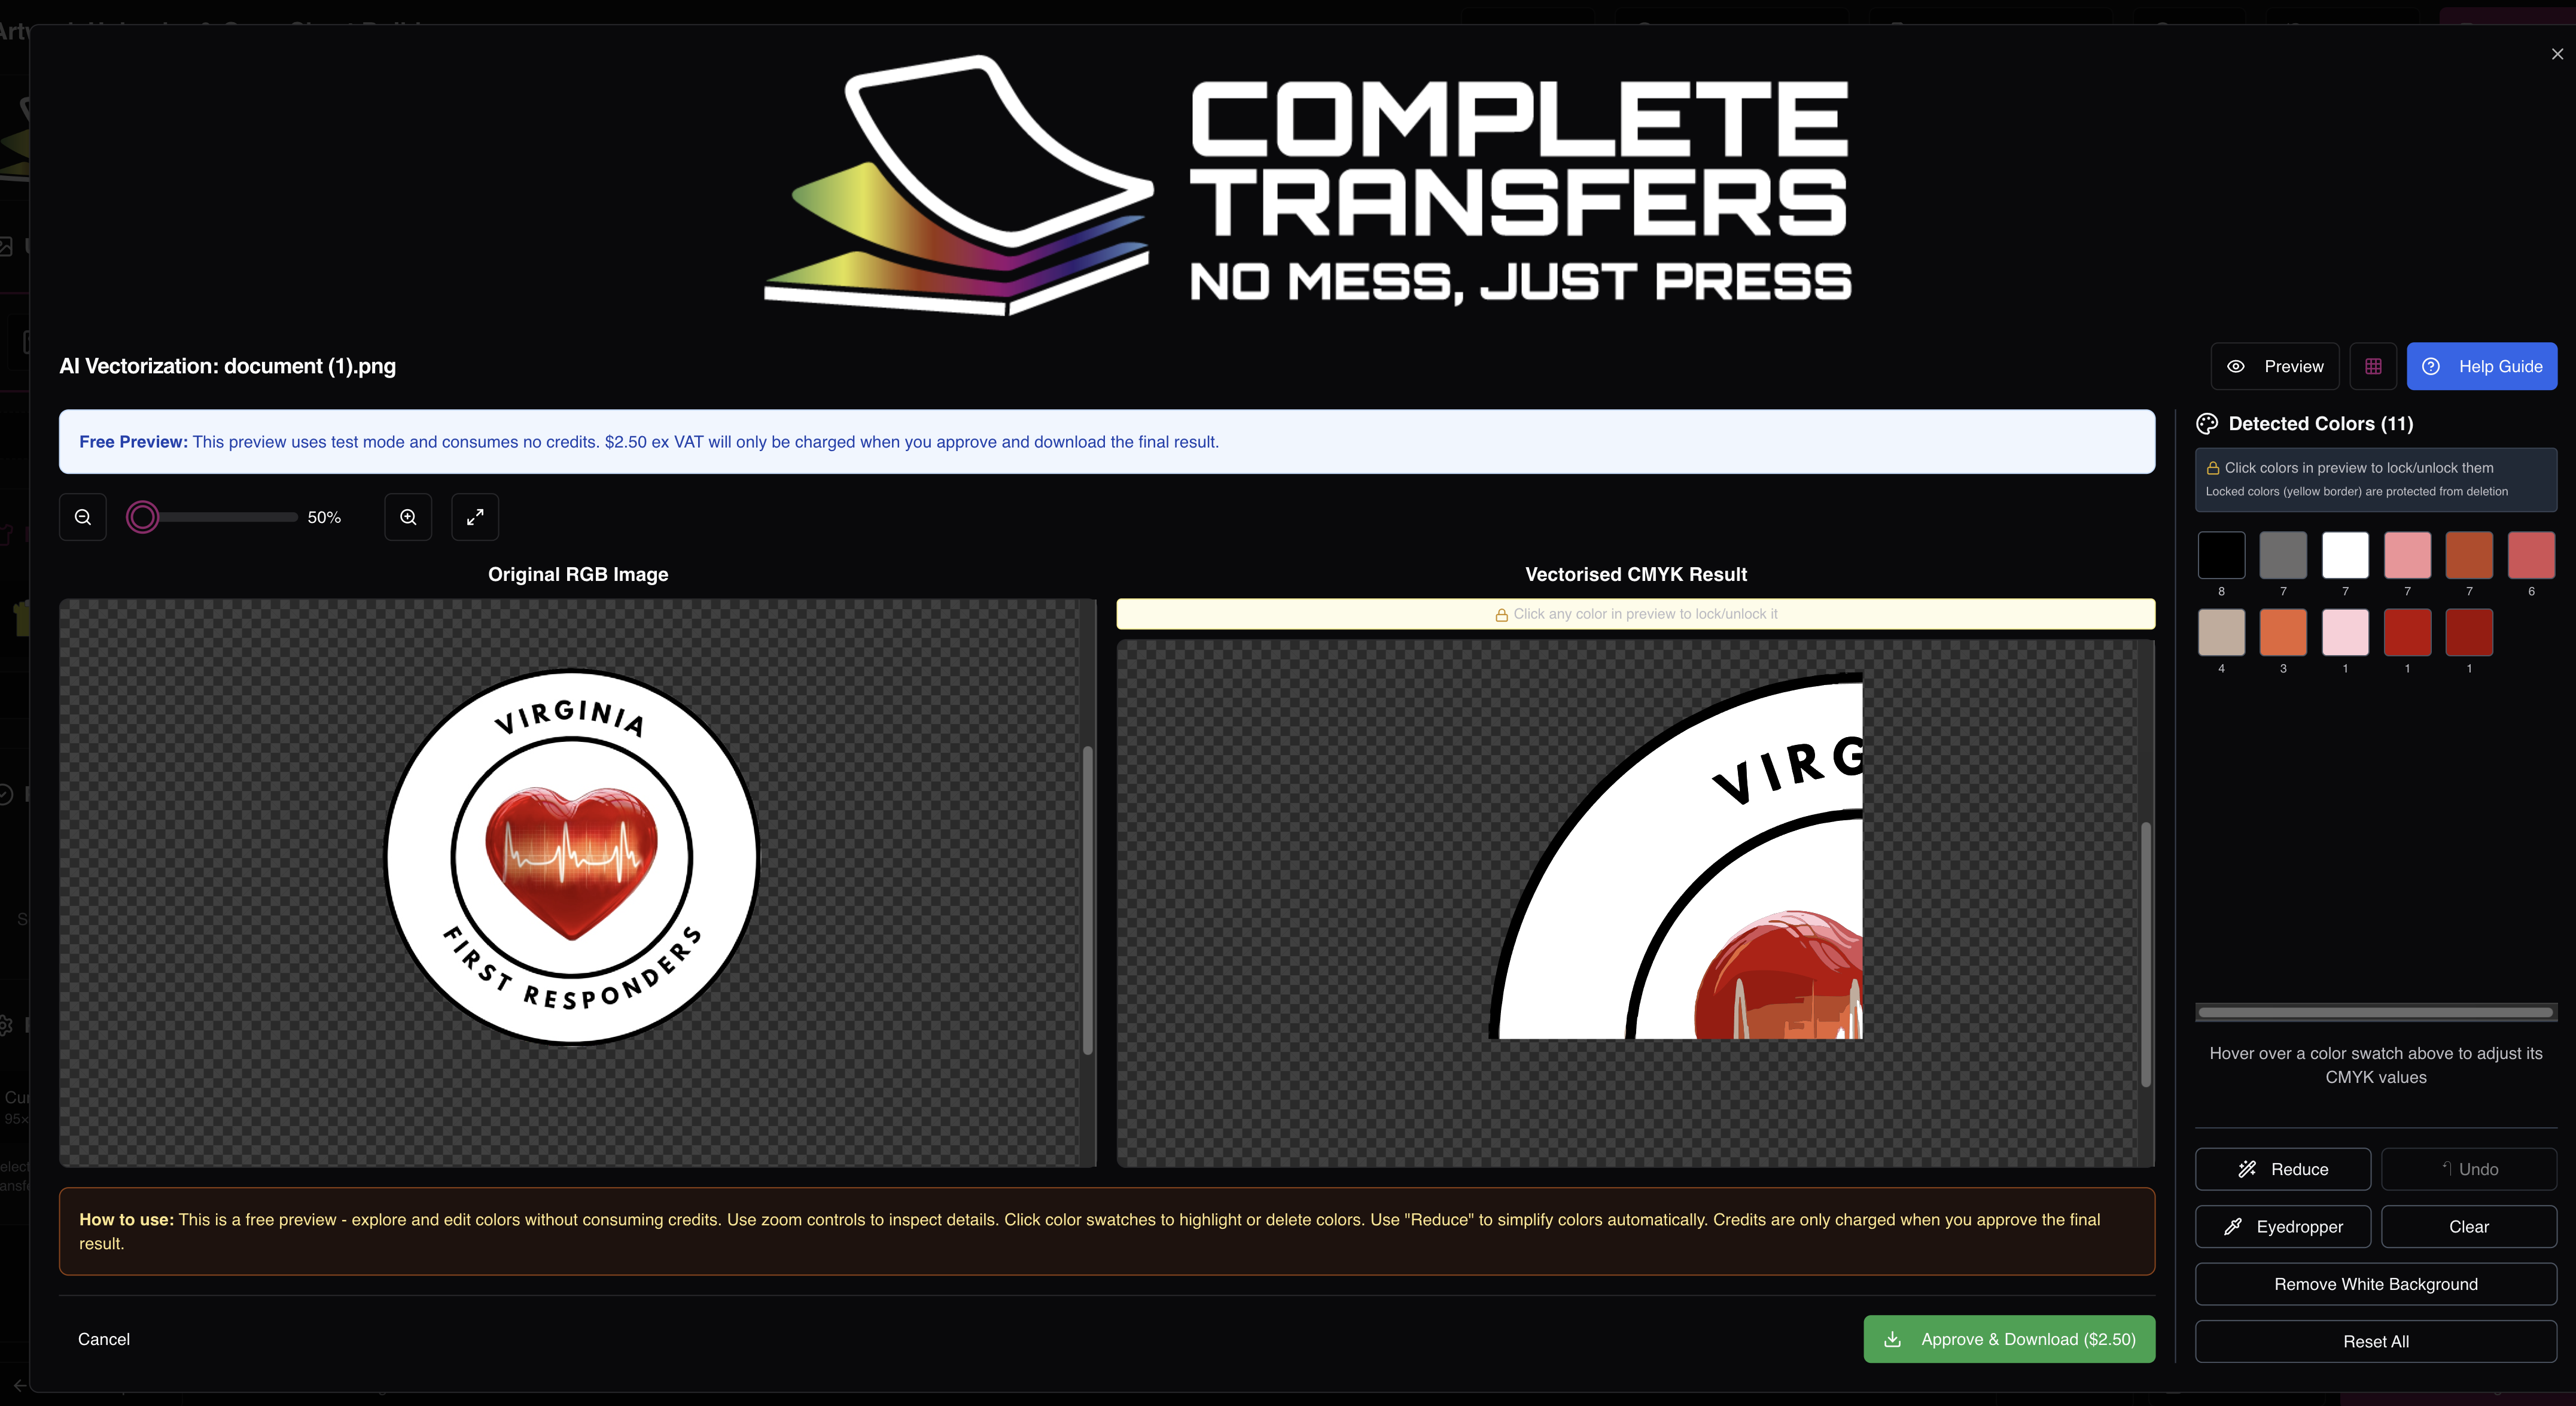 COMPLETE
TRANSFERS
NO MESS, JUST PRESS
AI Vectorization: document (1).png
Preview
Help Guide
Free Preview: This preview uses test mode and consumes no credits. $2.50 ex VAT will only be charged when you approve and download the final result.
50%
Original RGB Image
VIRGINIA
FIRST RESPONDERS
Vectorised CMYK Result
Click any color in preview to lock/unlock it
VIRG
Detected Colors (11)
Click colors in preview to lock/unlock them
Locked colors (yellow border) are protected from deletion
8 7 7 7 7 6
4 3 1 1 1
Hover over a color swatch above to adjust its
CMYK values
Reduce
Undo
Eyedropper
Clear
Remove White Background
Reset All
How to use: This is a free preview - explore and edit colors without consuming credits. Use zoom controls to inspect details. Click color swatches to highlight or delete colors. Use "Reduce" to simplify colors automatically. Credits are only charged when you approve the final
result.
Cancel
Approve & Download ($2.50)